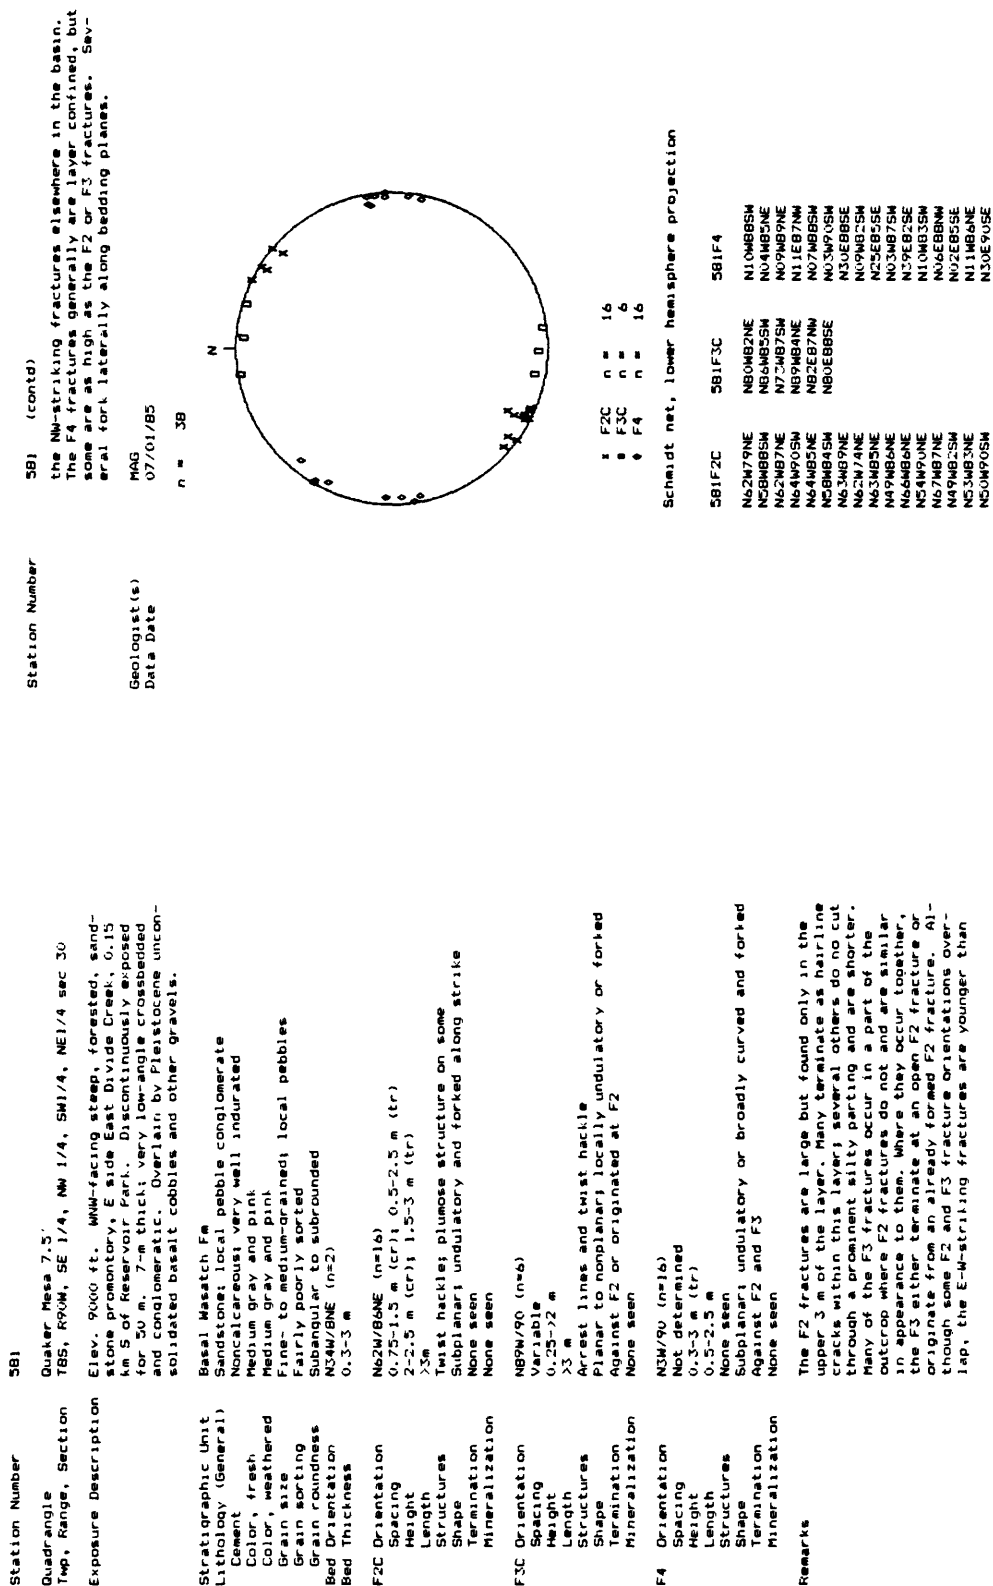 Station Number 581
Quadrangle Quaker Mesa 7.5'
Twp, Range, Section T8S, R90W, SE 1/4, NW 1/4, SW1/4, NE1/4 sec 30
Exposure Description Elev. 9000 ft. WNW-facing steep, forested, sand-
stone promontory, E side East Divide Creek, 0.15
km S of Reservoir Park. Discontinuously exposed
for 50 m. 7-m thick; very low-angle crossbedded
and conglomeratic. Overlain by Pleistocene uncon-
solidated basalt cobbles and other gravels.
Stratigraphic Unit Basal Wasatch Fm
Lithology (General) Sandstone; local pebble conglomerate
Cement Noncalcareous; very well indurated
Color, fresh Medium gray and pink
Color, weathered Medium gray and pink
Grain size Fine- to medium-grained; local pebbles
Grain sorting Fairly poorly sorted
Grain roundness Subangular to subrounded
Bed Orientation N34W/8NE (n=2)
Bed Thickness 0.3-3 m
F2C Orientation N62W/86NE (n=16)
Spacing 0.75-1.5 m (cr); 0.5-2.5 m (tr)
Height 2-2.5 m (cr); 1.5-3 m (tr)
Length >3m
Structures Twist hackle; plumose structure on some
Shape Subplanar; undulatory and forked along strike
Termination None seen
Mineralization None seen
F3C Orientation N89W/90 (n=6)
Spacing Variable
Height 0.25->2 m
Length >3 m
Structures Arrest lines and twist hackle
Shape Planar to nonplanar; locally undulatory or forked
Termination Against F2 or originated at F2
Mineralization None seen
F4 Orientation N3W/90 (n=16)
Spacing Not determined
Height 0.3-3 m (tr)
Length 0.5-2.5 m
Structures None seen
Shape Subplanar; undulatory or broadly curved and forked
Termination Against F2 and F3
Mineralization None seen
Remarks The F2 fractures are large but found only in the
upper 3 m of the layer. Many terminate as hairline
cracks within this layer; several others do no cut
through a prominent silty parting and are shorter.
Many of the F3 fractures occur in a part of the
outcrop where F2 fractures do not and are similar
in appearance to them. Where they occur together,
the F3 either terminate at an open F2 fracture or
originate from an already formed F2 fracture. Al-
though some F2 and F3 fracture orientations over-
lap, the E-W-striking fractures are younger than
Station Number 581 (contd)
the NW-striking fractures elsewhere in the basin.
The F4 fractures generally are layer confined, but
some are as high as the F2 or F3 fractures. Sev-
eral fork laterally along bedding planes.
Geologist(s) MAG
Data Date 07/01/85
n = 38
N
x F2C n = 16
F3C n = 6
F4 n = 16
Schmidt net, lower hemisphere projection
581F2C 581F3C 581F4
N62W79NE N80W82NE N10W88SW
N58W88SW N86W85SW N04W85NE
N62W87NE N73W87SW N09W89NE
N64W90SW N89W84NE N11E87NW
N64W85NE N82E87NW N07W88SW
N58W84SW N80E88SE N03W90SW
N63W89NE N30E88SE
N62W74NE N09W82SW
N63W85NE N25E85SE
N49W86NE N03W87SW
N66W86NE N39E82SE
N54W90NE N10W83SW
N67W87NE N06E88NW
N49W82SW N02E85SE
N53W83NE N11W86NE
N50W90SW N30E90SE